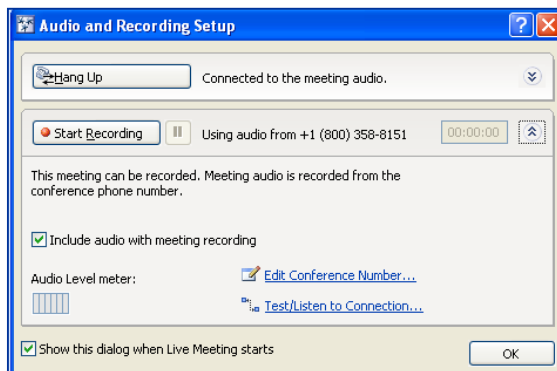 Audio and Recording Setup
Hang Up
Connected to the meeting audio.
Start Recording
Using audio from +1 (800) 358-8151
00:00:00
This meeting can be recorded. Meeting audio is recorded from the
conference phone number.
Include audio with meeting recording
Audio Level meter:
Edit Conference Number...
Test/Listen to Connection...
Show this dialog when Live Meeting starts
OK